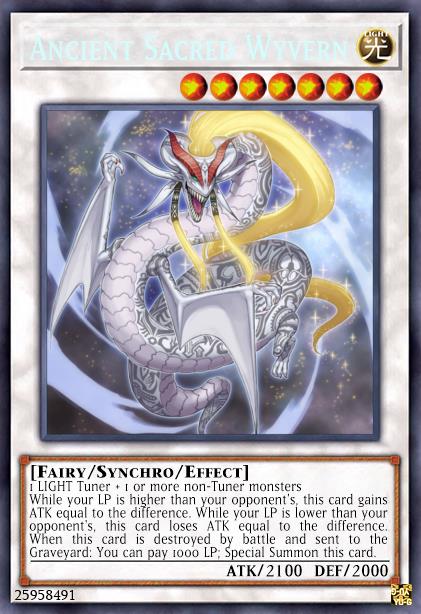 Ancient Sacred Wyvern
LIGHT
光
[Fairy/Synchro/Effect]
1 LIGHT Tuner + 1 or more non-Tuner monsters
While your LP is higher than your opponent's, this card gains
ATK equal to the difference. While your LP is lower than your
opponent's, this card loses ATK equal to the difference.
When this card is destroyed by battle and sent to the
Graveyard: You can pay 1000 LP; Special Summon this card.
ATK/2100 DEF/2000
25958491